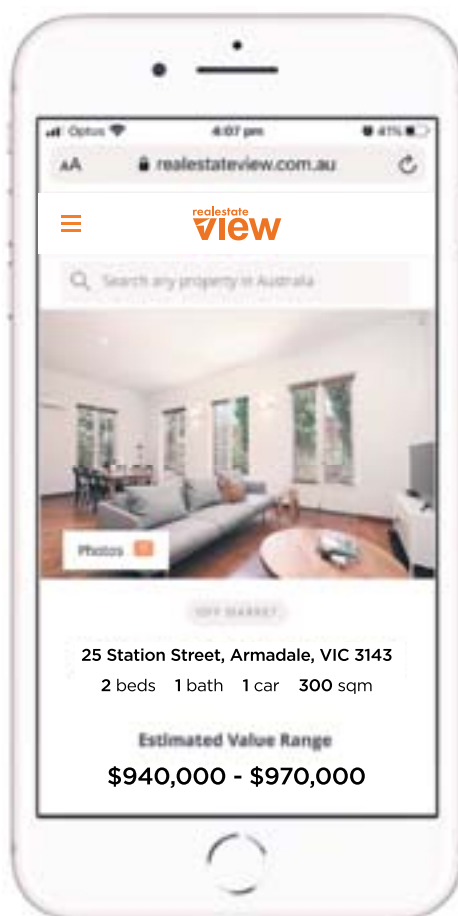 Optus 4:07 pm 41%
AA realestateview.com.au
realestate
view
Search any property in Australia
Photos
OFF MARKET
25 Station Street, Armadale, VIC 3143
2 beds 1 bath 1 car 300 sqm
Estimated Value Range
$940,000 - $970,000